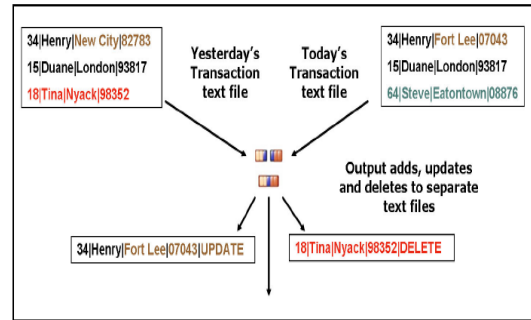 34|Henry|New City|82783
15|Duane|London|93817
18|Tina|Nyack|98352
Yesterday's
Transaction
text file
Today's
Transaction
text file
34|Henry|Fort Lee|07043
15|Duane|London|93817
64|Steve|Eatontown|08876
Output adds, updates
and deletes to separate
text files
34|Henry|Fort Lee|07043|UPDATE
18|Tina|Nyack|98352|DELETE